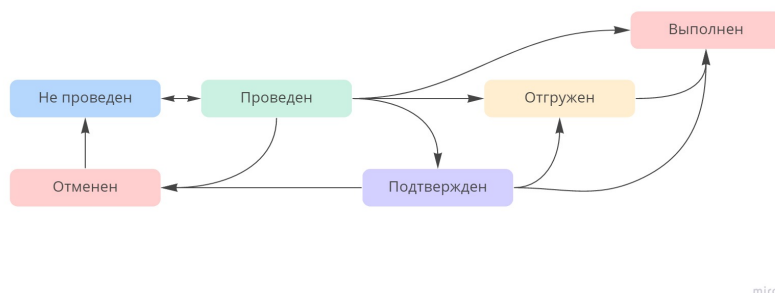 Выполнен
Не проведен
Проведен
Отгружен
Отменен
Подтвержден